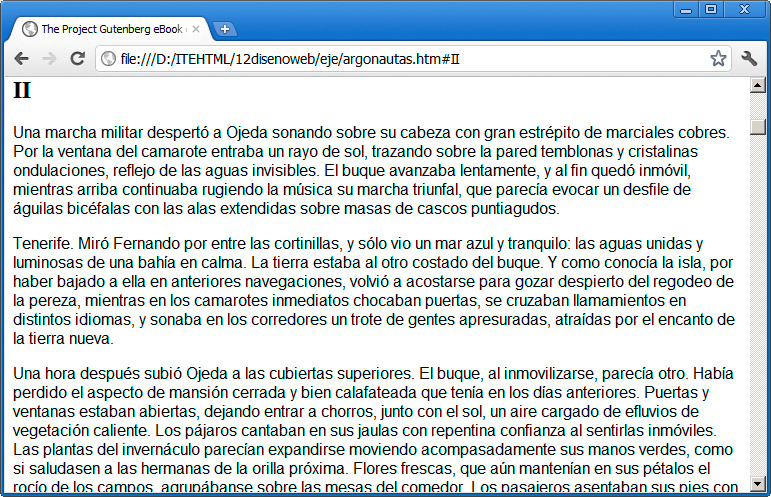 The Project Gutenberg eBook
file:///D:/ITEHTML/12disenoweb/eje/argonautas.htm#II
II
Una marcha militar despertó a Ojeda sonando sobre su cabeza con gran estrépito de marciales cobres.
Por la ventana del camarote entraba un rayo de sol, trazando sobre la pared temblonas y cristalinas
ondulaciones, reflejo de las aguas invisibles. El buque avanzaba lentamente, y al fin quedó inmóvil,
mientras arriba continuaba rugiendo la música su marcha triunfal, que parecía evocar un desfile de
águilas bicéfalas con las alas extendidas sobre masas de cascos puntiagudos.
Tenerife. Miró Fernando por entre las cortinillas, y sólo vio un mar azul y tranquilo: las aguas unidas y
luminosas de una bahía en calma. La tierra estaba al otro costado del buque. Y como conocía la isla, por
haber bajado a ella en anteriores navegaciones, volvió a acostarse para gozar despierto del regodeo de
la pereza, mientras en los camarotes inmediatos chocaban puertas, se cruzaban llamamientos en
distintos idiomas, y sonaba en los corredores un trote de gentes apresuradas, atraídas por el encanto de
la tierra nueva.
Una hora después subió Ojeda a las cubiertas superiores. El buque, al inmovilizarse, parecía otro. Había
perdido el aspecto de mansión cerrada y bien calafateada que tenía en los días anteriores. Puertas y
ventanas estaban abiertas, dejando entrar a chorros, junto con el sol, un aire cargado de efluvios de
vegetación caliente. Los pájaros cantaban en sus jaulas con repentina confianza al sentirlas inmóviles.
Las plantas del invernáculo parecían expandirse moviendo acompasadamente sus manos verdes, como
si saludasen a las hermanas de la orilla próxima. Flores frescas, que aún mantenían en sus pétalos el
rocío de los campos, agrupábanse sobre las mesas del comedor. Los pasajeros asentaban sus pies con